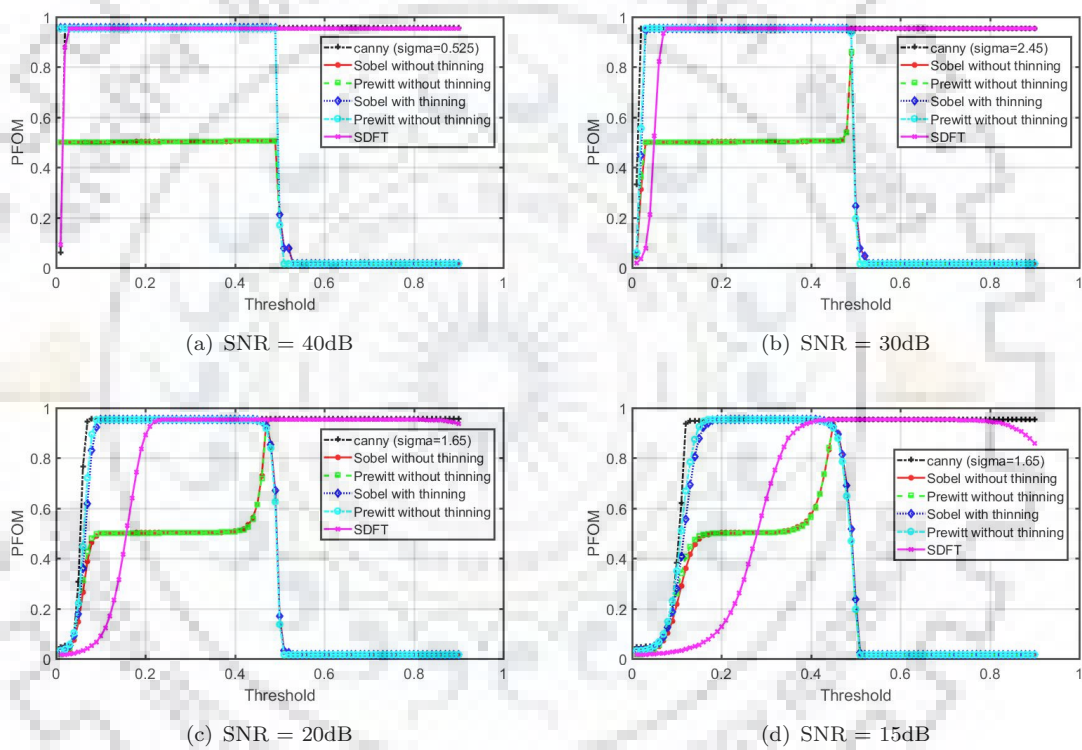 PFOM
1
0.8
0.6
0.4
0.2
0
canny (sigma=0.525)
Sobel without thinning
Prewitt without thinning
Sobel with thinning
Prewitt without thinning
SDFT
0 0.2 0.4 0.6 0.8 1
Threshold
(a) SNR = 40dB
PFOM
1
0.8
0.6
0.4
0.2
0
canny (sigma=2.45)
Sobel without thinning
Prewitt without thinning
Sobel with thinning
Prewitt without thinning
SDFT
0 0.2 0.4 0.6 0.8 1
Threshold
(b) SNR = 30dB
PFOM
1
0.8
0.6
0.4
0.2
0
canny (sigma=1.65)
Sobel without thinning
Prewitt without thinning
Sobel with thinning
Prewitt without thinning
SDFT
0 0.2 0.4 0.6 0.8 1
Threshold
(c) SNR = 20dB
PFOM
1
0.8
0.6
0.4
0.2
0
canny (sigma=1.65)
Sobel without thinning
Prewitt without thinning
Sobel with thinning
Prewitt without thinning
SDFT
0 0.2 0.4 0.6 0.8 1
Threshold
(d) SNR = 15dB